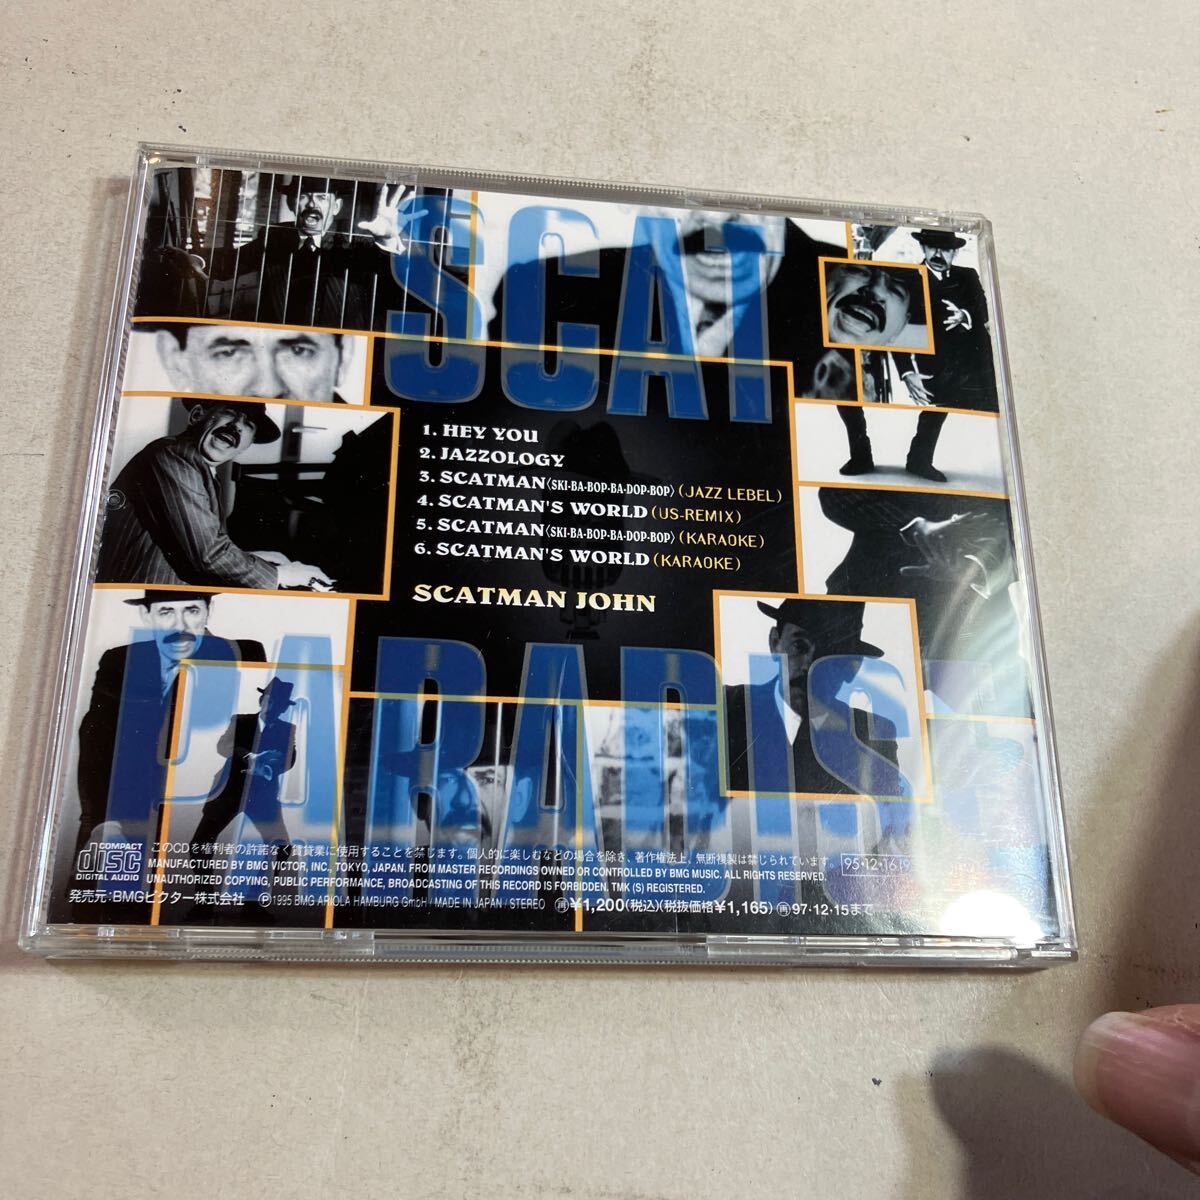 SCAT
1. HEY YOU
2. JAZZOLOGY
3. SCATMAN〈SKI-BA-BOP-BA-DOP-BOP〉(JAZZ LEBEL)
4. SCATMAN'S WORLD (US-REMIX)
5. SCATMAN〈SKI-BA-BOP-BA-DOP-BOP〉(KARAOKE)
6. SCATMAN'S WORLD (KARAOKE)
SCATMAN JOHN
PARADISE
COMPACT
disc
DIGITAL AUDIO
このCDを権利者の許諾なく賃貸業に使用することを禁じます。個人的に楽しむなどの場合を除き、著作権法上、無断複製は禁じられています。
95・12・16
MANUFACTURED BY BMG VICTOR, INC., TOKYO, JAPAN. FROM MASTER RECORDINGS OWNED OR CONTROLLED BY BMG MUSIC. ALL RIGHTS RESERVED.
UNAUTHORIZED COPYING, PUBLIC PERFORMANCE, BROADCASTING OF THIS RECORD IS FORBIDDEN. TMK (S) REGISTERED.
発売元:BMGビクター株式会社 Ⓟ1995 BMG ARIOLA HAMBURG GmbH / MADE IN JAPAN / STEREO ㊢¥1,200(税込)(税抜価格¥1,165) ㊢97・12・15まで